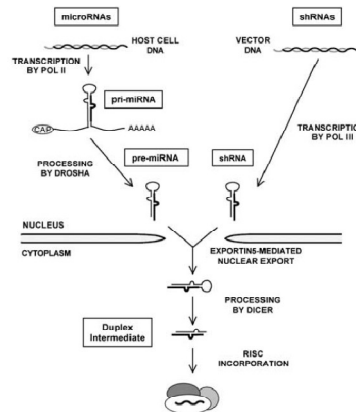 microRNAs
shRNAs
HOST CELL
DNA
VECTOR
DNA
TRANSCRIPTION
BY POL II
pri-miRNA
CAP
AAAAA
TRANSCRIPTION
BY POL III
PROCESSING
BY DROSHA
pre-miRNA
shRNA
NUCLEUS
CYTOPLASM
EXPORTIN5-MEDIATED
NUCLEAR EXPORT
PROCESSING
BY DICER
Duplex
Intermediate
RISC
INCORPORATION